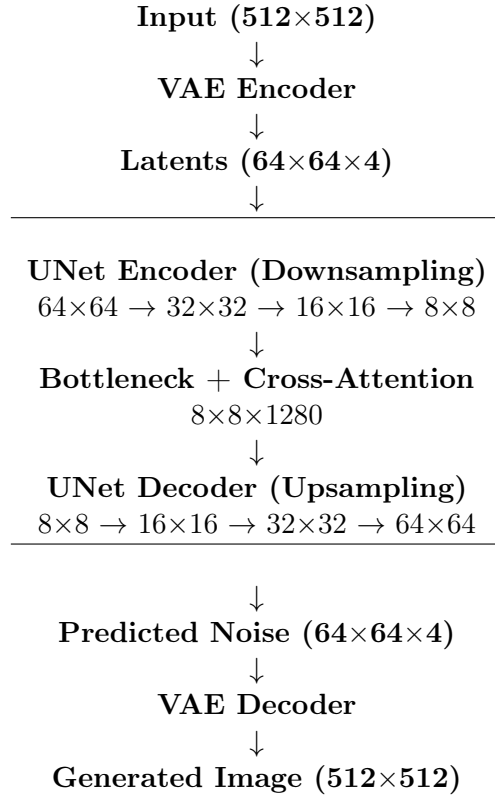 Input (512×512)
↓
VAE Encoder
↓
Latents (64×64×4)
↓
UNet Encoder (Downsampling)
64×64 → 32×32 → 16×16 → 8×8
↓
Bottleneck + Cross-Attention
8×8×1280
↓
UNet Decoder (Upsampling)
8×8 → 16×16 → 32×32 → 64×64
↓
Predicted Noise (64×64×4)
↓
VAE Decoder
↓
Generated Image (512×512)